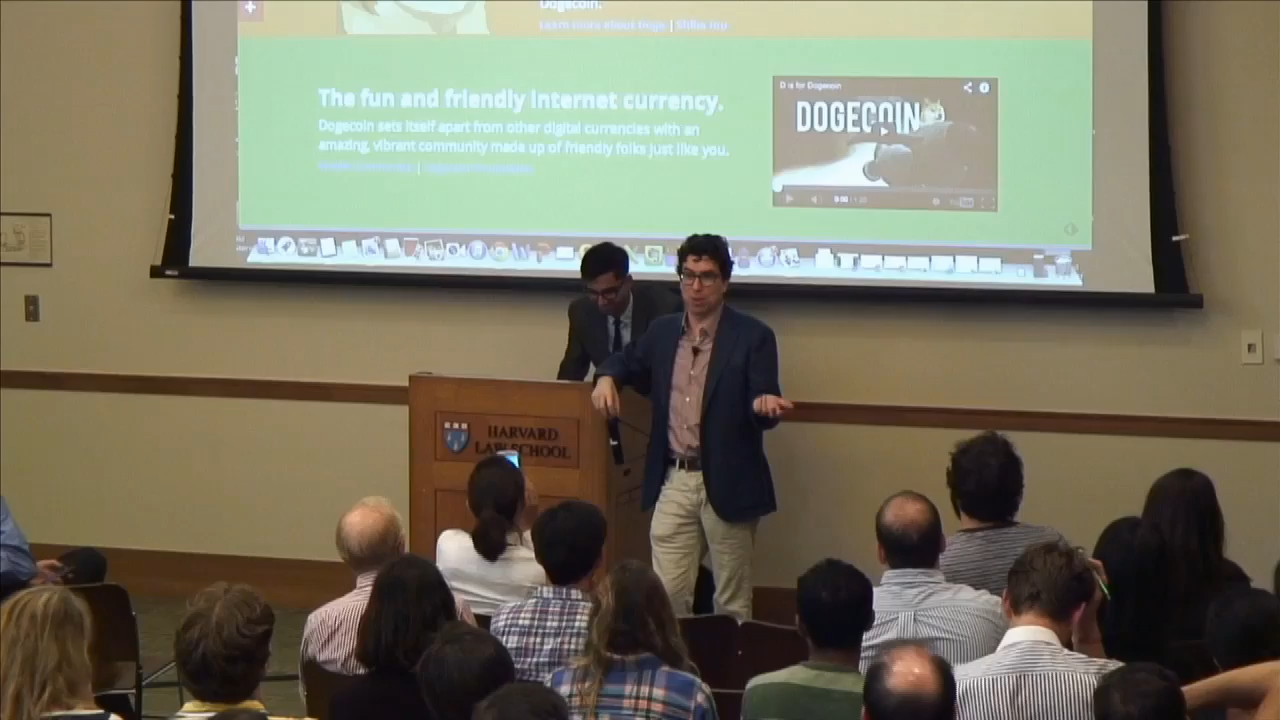 Dogecoin.
Learn more about Doge | Shiba Inu
The fun and friendly internet currency.
Dogecoin sets itself apart from other digital currencies with an
amazing, vibrant community made up of friendly folks just like you.
D is for Dogecoin
DOGECOIN
HARVARD
LAW SCHOOL